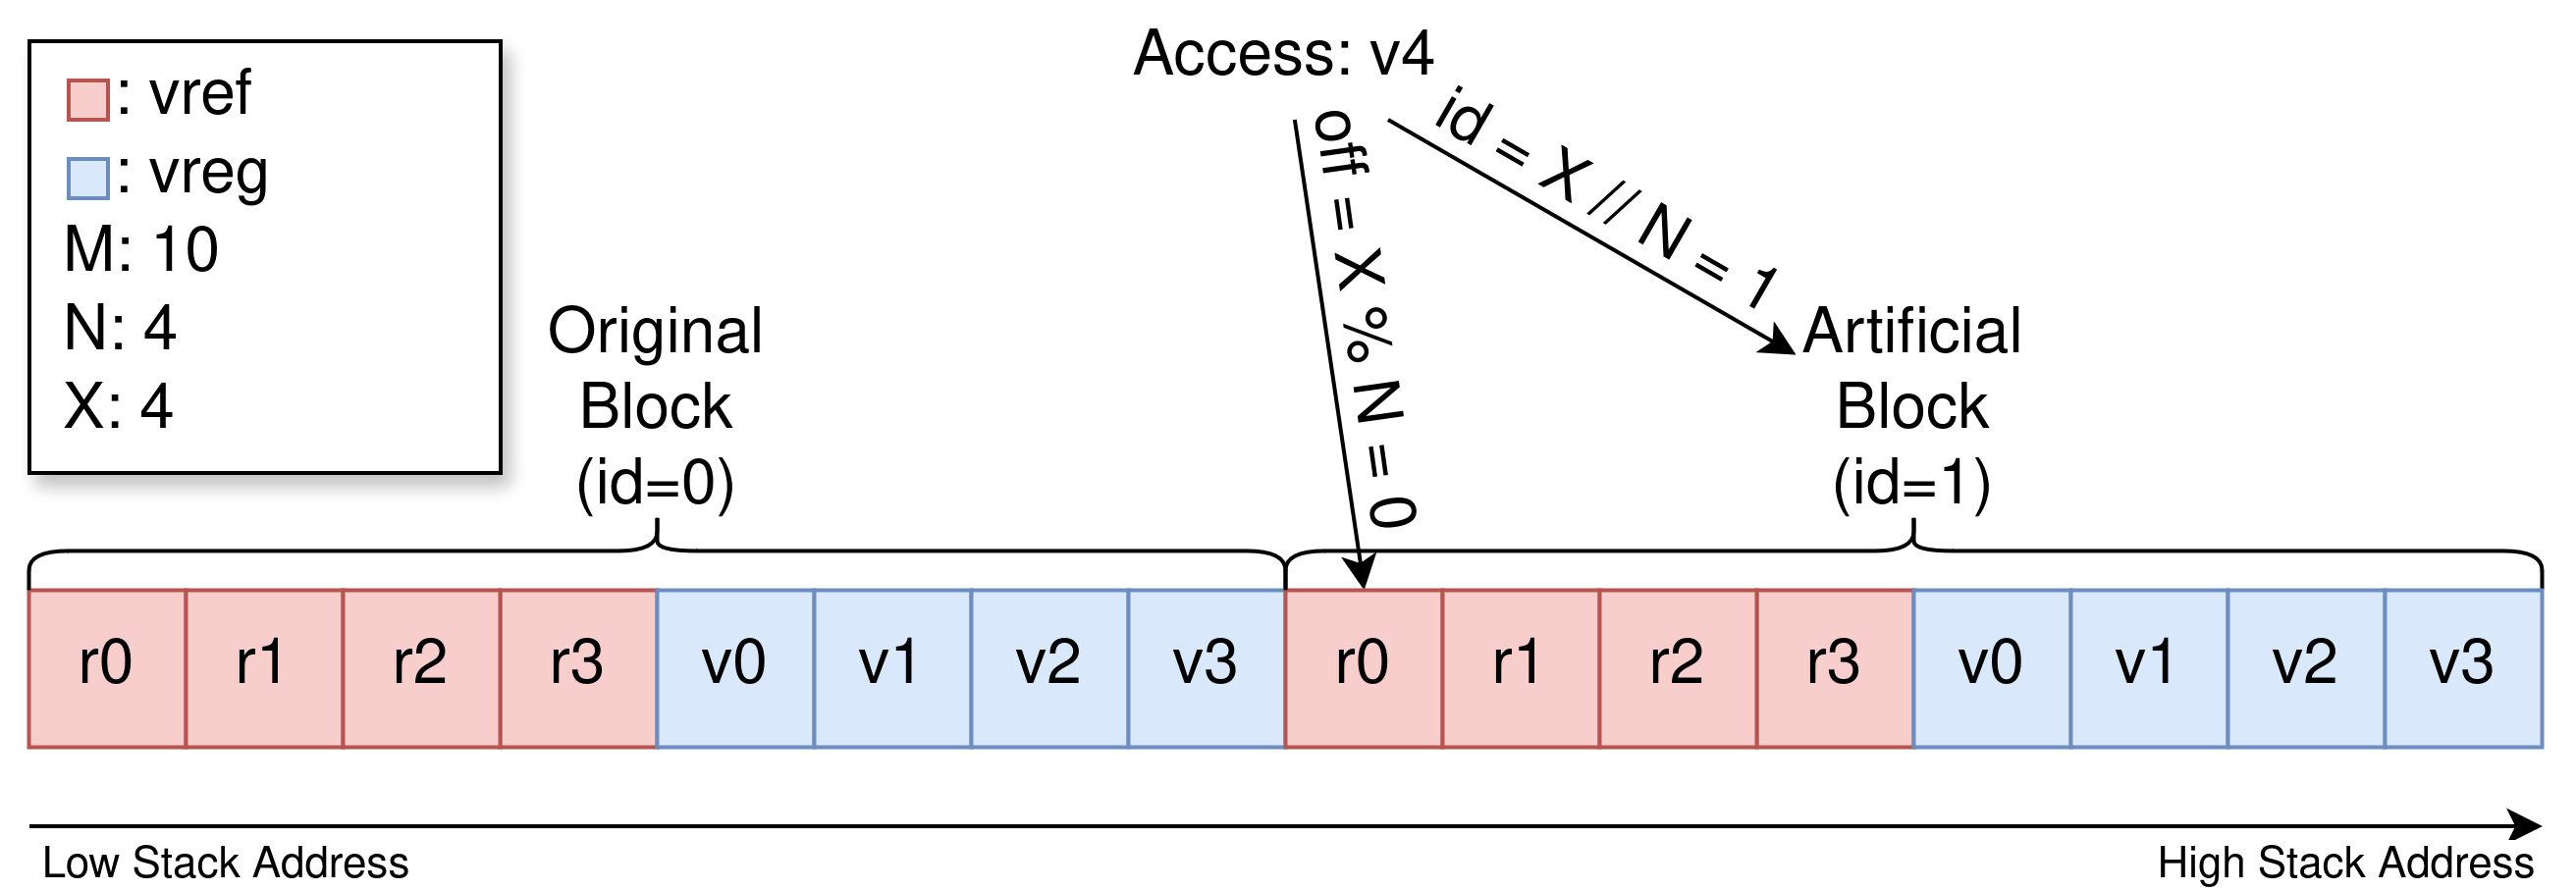 : vref
: vreg
M: 10
N: 4
X: 4
Access: v4
off = X % N = 0
id = X // N = 1
Original
Block
(id=0)
Artificial
Block
(id=1)
r0 r1 r2 r3 v0 v1 v2 v3 r0 r1 r2 r3 v0 v1 v2 v3
Low Stack Address
High Stack Address